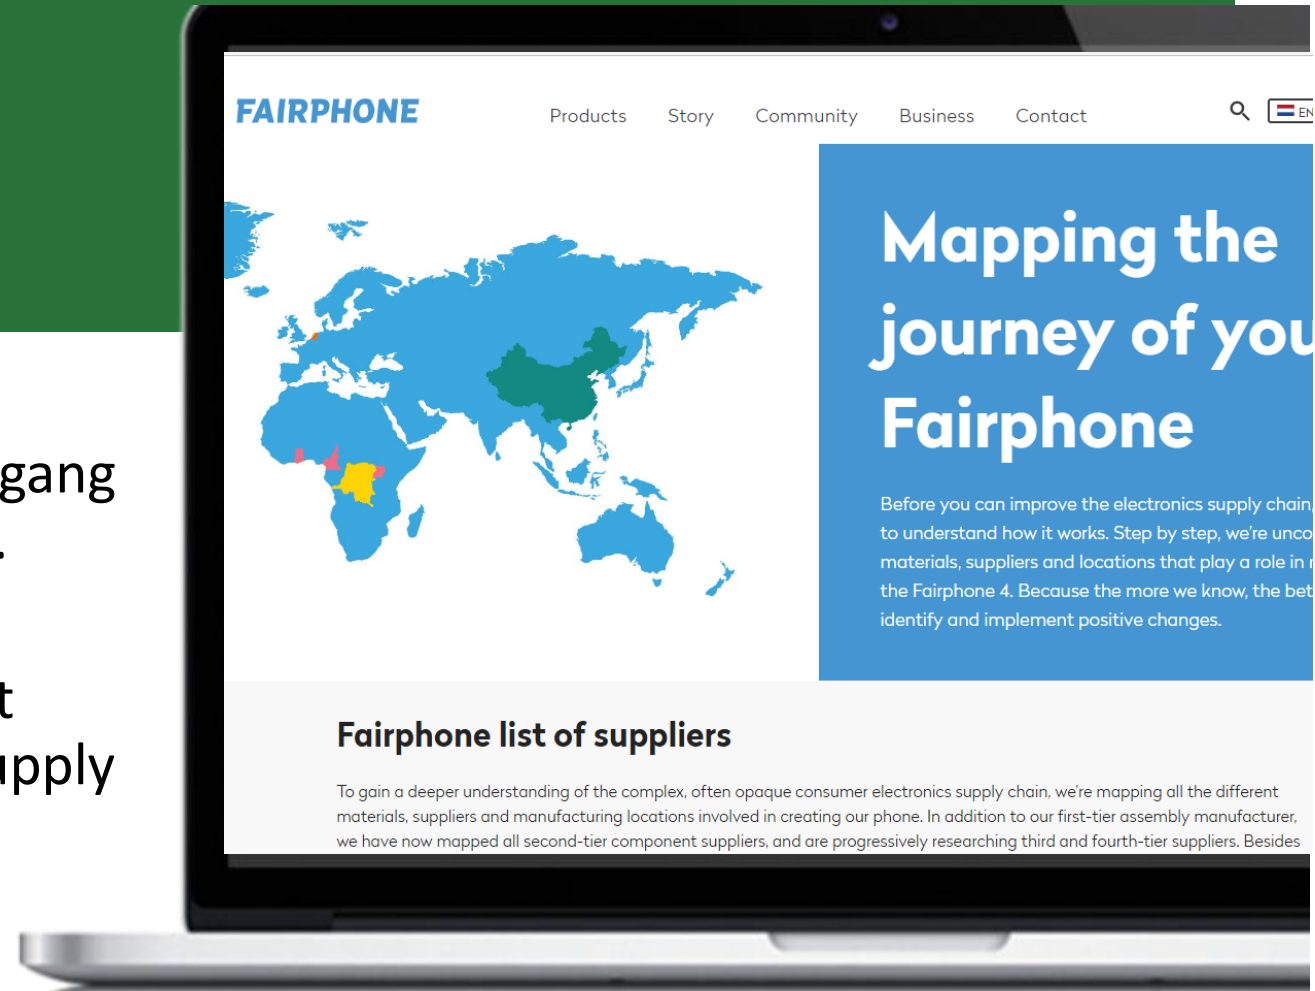 gang
.
t
upply
FAIRPHONE
Products Story Community Business Contact
EN
Mapping the
journey of you
Fairphone
Before you can improve the electronics supply chain,
to understand how it works. Step by step, we're unco
materials, suppliers and locations that play a role in
the Fairphone 4. Because the more we know, the bet
identify and implement positive changes.
Fairphone list of suppliers
To gain a deeper understanding of the complex, often opaque consumer electronics supply chain, we're mapping all the different
materials, suppliers and manufacturing locations involved in creating our phone. In addition to our first-tier assembly manufacturer,
we have now mapped all second-tier component suppliers, and are progressively researching third and fourth-tier suppliers. Besides